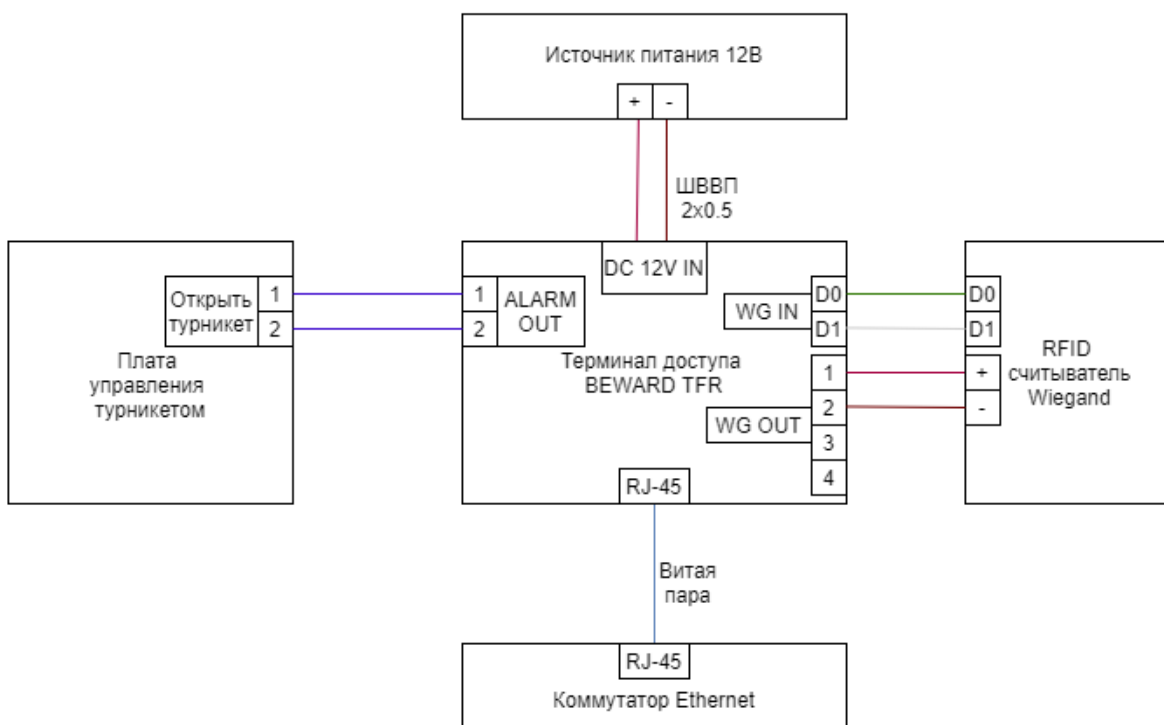 Источник питания 12В
+ -
ШВВП
2x0.5
Открыть
турникет
1
2
Плата
управления
турникетом
1
2
ALARM
OUT
DC 12V IN
WG IN
D0
D1
Терминал доступа
BEWARD TFR
WG OUT
1
2
3
4
RJ-45
D0
D1
+
-
RFID
считыватель
Wiegand
Витая
пара
RJ-45
Коммутатор Ethernet